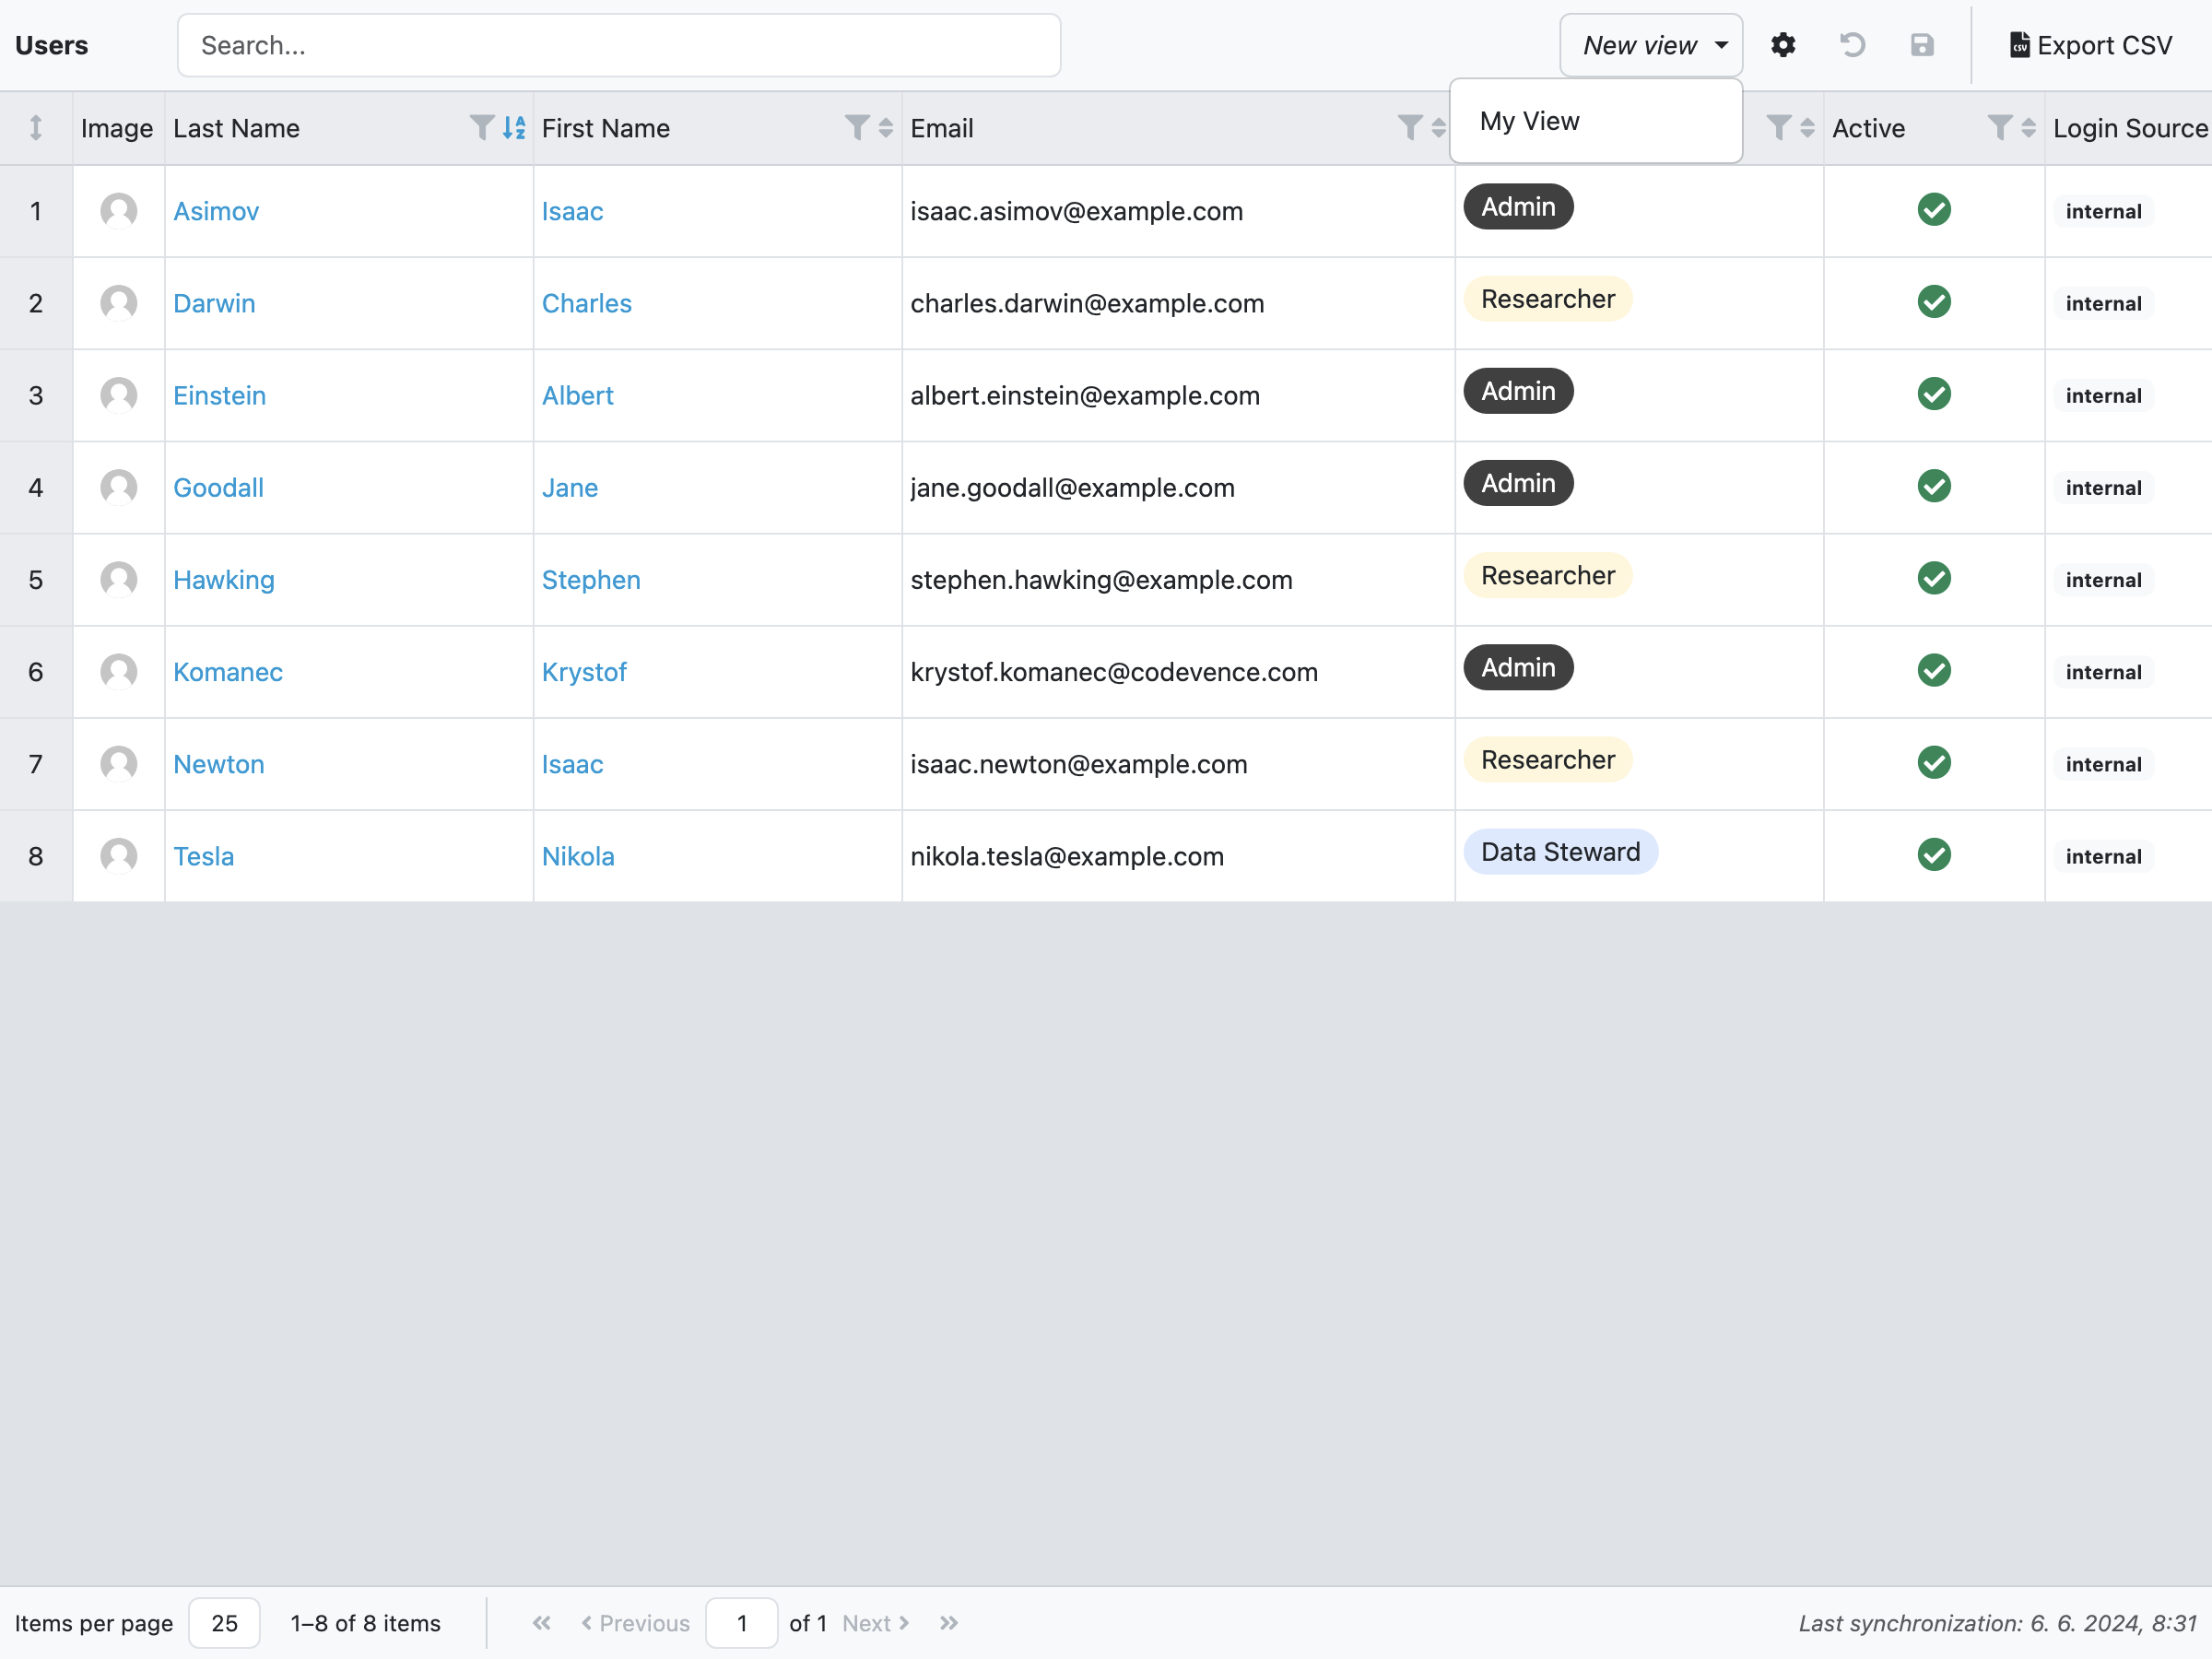 Users
Search...
New view
Export CSV
My View
Image Last Name First Name Email Active Login Source
1 Asimov Isaac isaac.asimov@example.com Admin internal
2 Darwin Charles charles.darwin@example.com Researcher internal
3 Einstein Albert albert.einstein@example.com Admin internal
4 Goodall Jane jane.goodall@example.com Admin internal
5 Hawking Stephen stephen.hawking@example.com Researcher internal
6 Komanec Krystof krystof.komanec@codevence.com Admin internal
7 Newton Isaac isaac.newton@example.com Researcher internal
8 Tesla Nikola nikola.tesla@example.com Data Steward internal
Items per page 25 1–8 of 8 items Previous 1 of 1 Next Last synchronization: 6. 6. 2024, 8:31